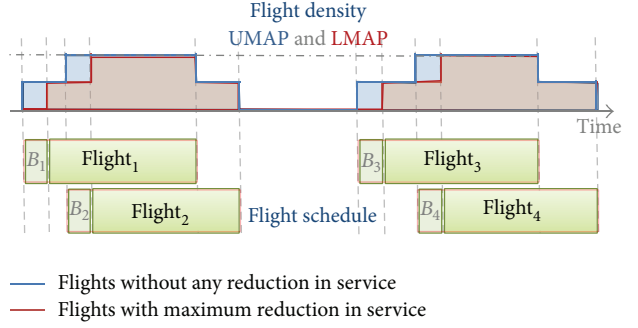 Flight density
UMAP and LMAP
Time
B₁ Flight₁ B₃ Flight₃
B₂ Flight₂ Flight schedule B₄ Flight₄
Flights without any reduction in service
Flights with maximum reduction in service